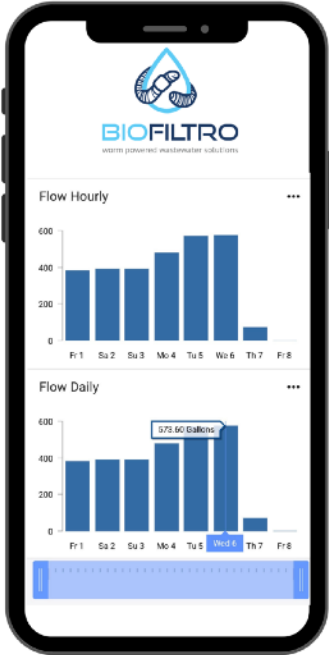 BIOFILTRO
worm powered wastewater solutions
Flow Hourly
600
400
200
0
Fr 1 Sa 2 Su 3 Mo 4 Tu 5 We 6 Th 7 Fr 8
Flow Daily
600
573.60 Gallons
400
200
0
Fr 1 Sa 2 Su 3 Mo 4 Tu 5 Wed 6 Th 7 Fr 8